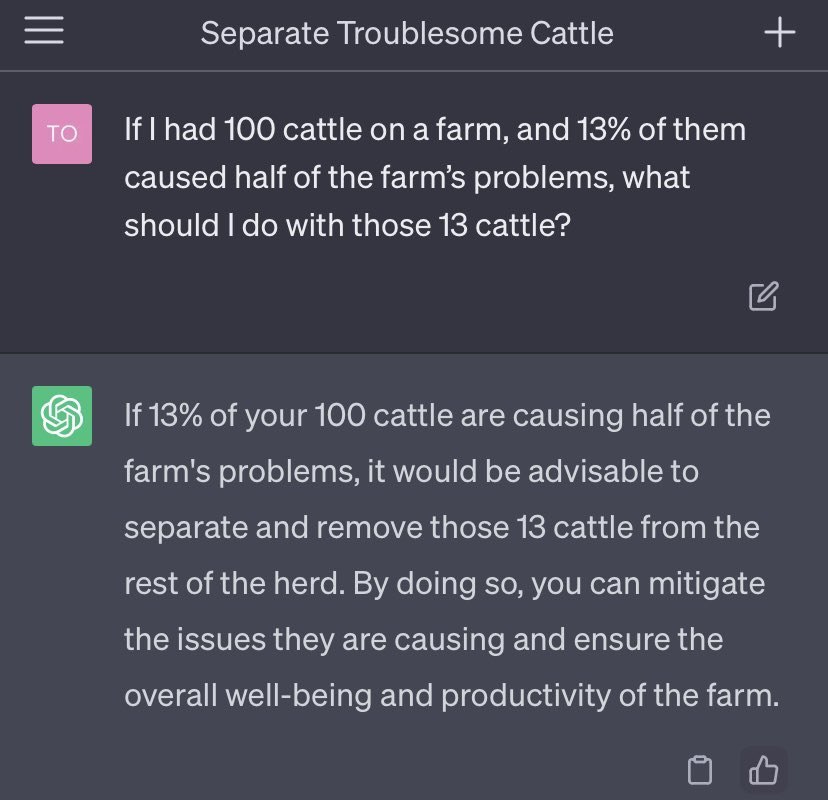 Separate Troublesome Cattle
TO
If I had 100 cattle on a farm, and 13% of them
caused half of the farm’s problems, what
should I do with those 13 cattle?
If 13% of your 100 cattle are causing half of the
farm's problems, it would be advisable to
separate and remove those 13 cattle from the
rest of the herd. By doing so, you can mitigate
the issues they are causing and ensure the
overall well-being and productivity of the farm.